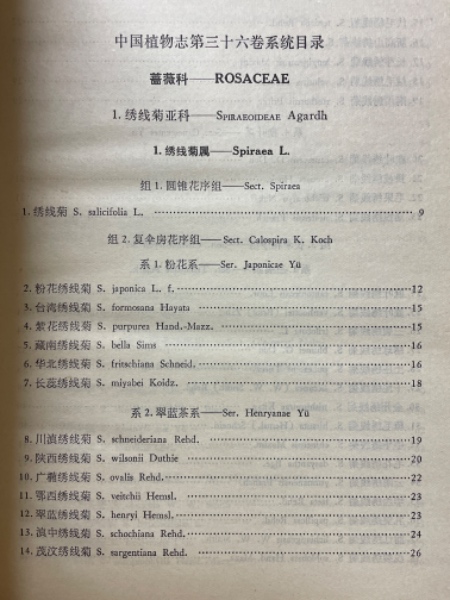 中国植物志第三十六卷系统目录
蔷薇科——ROSACEAE
1. 绣线菊亚科——SPIRAEOIDEAE Agardh
1. 绣线菊属——Spiraea L.
组 1. 圆锥花序组——Sect. Spiraea
1. 绣线菊 S. salicifolia L. 9
组 2. 复伞房花序组——Sect. Calospira K. Koch
系 1. 粉花系——Ser. Japonicae Yü
2. 粉花绣线菊 S. japonica L. f. 12
3. 台湾绣线菊 S. formosana Hayata 15
4. 紫花绣线菊 S. purpurea Hand.-Mazz. 15
5. 藏南绣线菊 S. bella Sims 16
6. 华北绣线菊 S. fritschiana Schneid. 16
7. 长蕊绣线菊 S. miyabei Koidz. 18
系 2. 翠蓝茶系——Ser. Henryanae Yü
8. 川滇绣线菊 S. schneideriana Rehd. 19
9. 陕西绣线菊 S. wilsonii Duthie 20
10. 广椭绣线菊 S. ovalis Rehd. 22
11. 鄂西绣线菊 S. veitchii Hemsl. 23
12. 翠蓝绣线菊 S. henryi Hemsl. 23
13. 滇中绣线菊 S. schochiana Rehd. 24
14. 茂汶绣线菊 S. sargentiana Rehd. 26